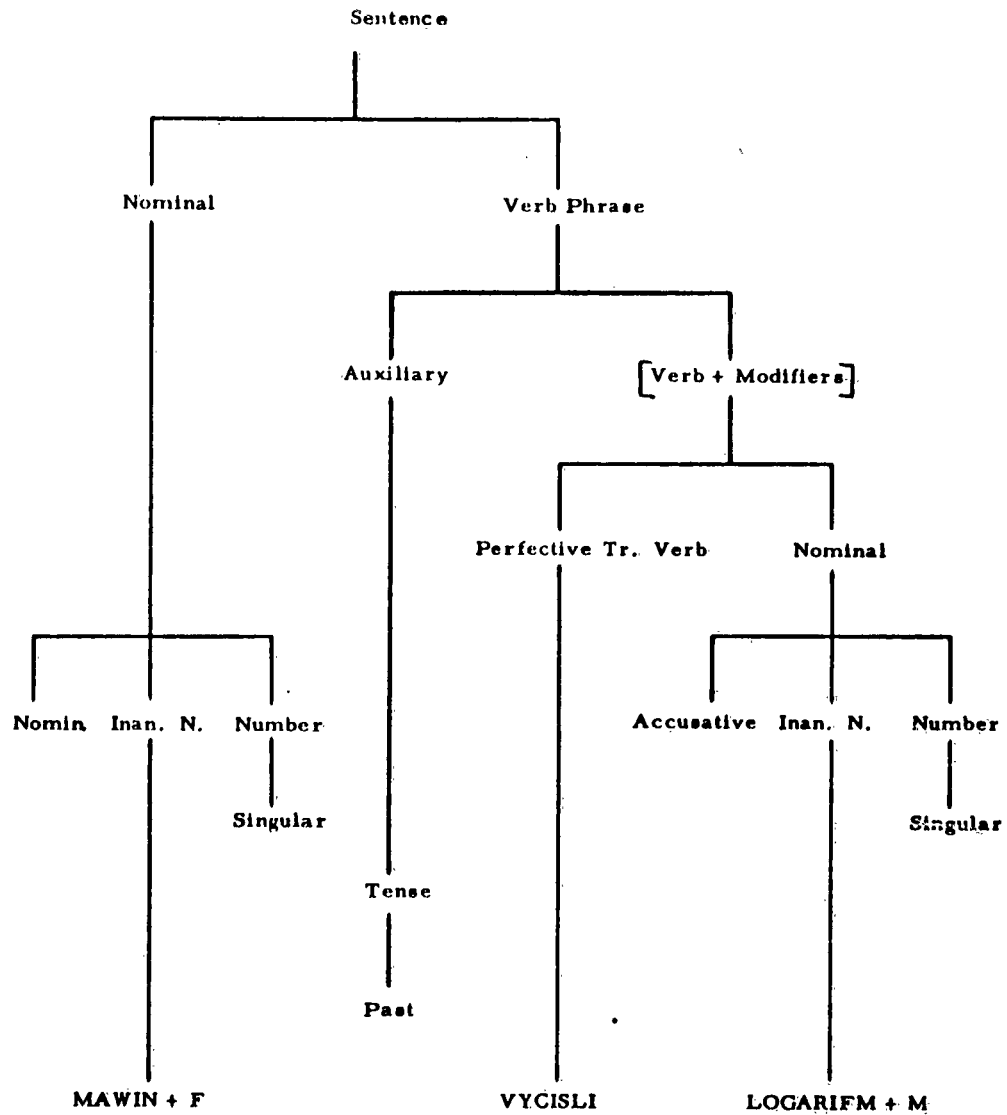 Sentence
Nominal Verb Phrase
Auxiliary [Verb + Modifiers]
Perfective Tr. Verb Nominal
Nomin. Inan. N. Number Accusative Inan. N. Number
Singular Singular
Tense
Past
MAWIN + F VYCISLI LOGARIFM + M